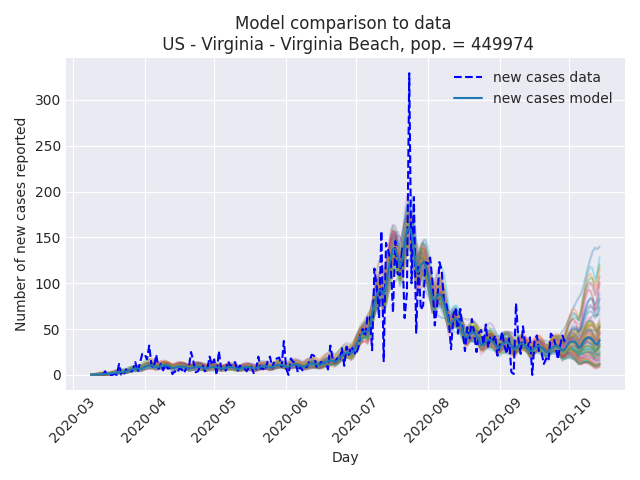 Model comparison to data
US - Virginia - Virginia Beach, pop. = 449974
new cases data
new cases model
Number of new cases reported
300
250
200
150
100
50
0
2020-03
2020-04
2020-05
2020-06
2020-07
2020-08
2020-09
2020-10
Day